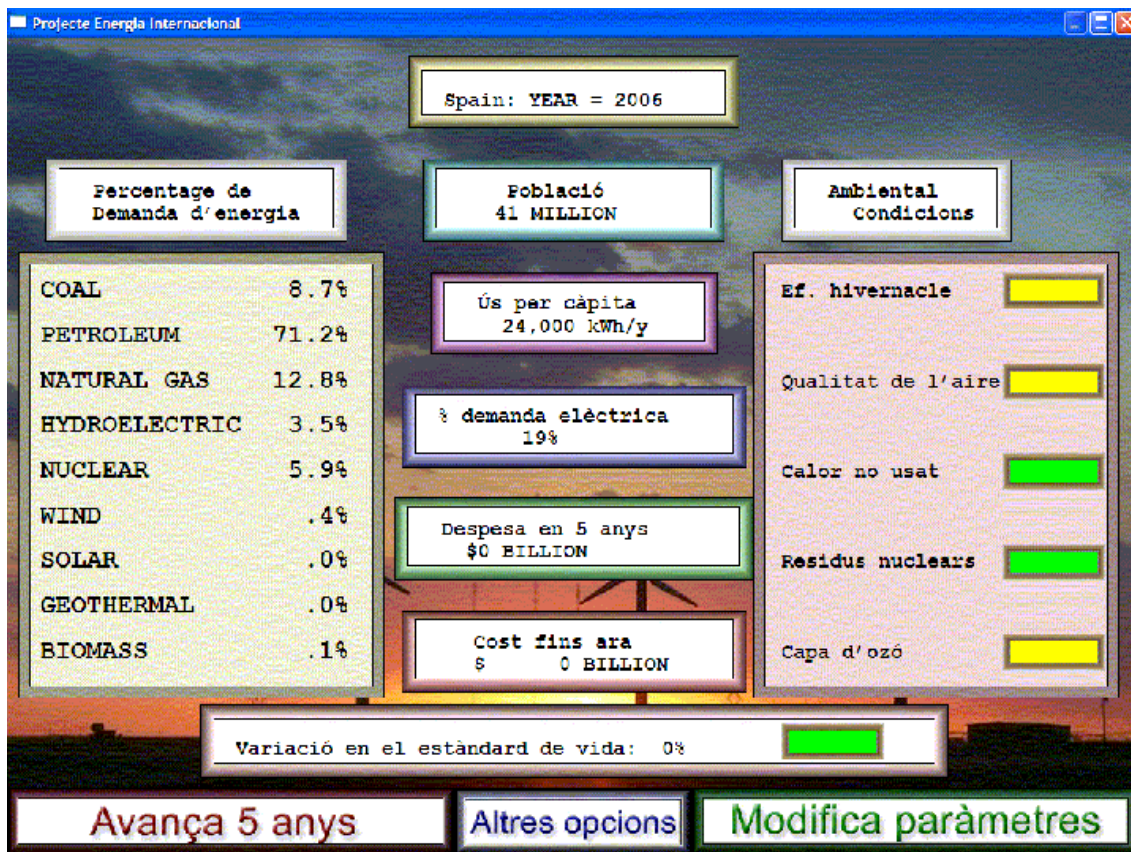 Projecte Energia Internacional
Spain: YEAR = 2006
Percentage de
Demanda d'energia
Població
41 MILLION
Ambiental
Condicions
COAL 8.7%
PETROLEUM 71.2%
NATURAL GAS 12.8%
HYDROELECTRIC 3.5%
NUCLEAR 5.9%
WIND .4%
SOLAR .0%
GEOTHERMAL .0%
BIOMASS .1%
Ús per càpita
24,000 kWh/y
% demanda elèctrica
19%
Despesa en 5 anys
$0 BILLION
Cost fins ara
$ 0 BILLION
Ef. hivernacle
Qualitat de l'aire
Calor no usat
Residus nuclears
Capa d'ozó
Variació en el estàndard de vida: 0%
Avança 5 anys
Altres opcions
Modifica paràmetres